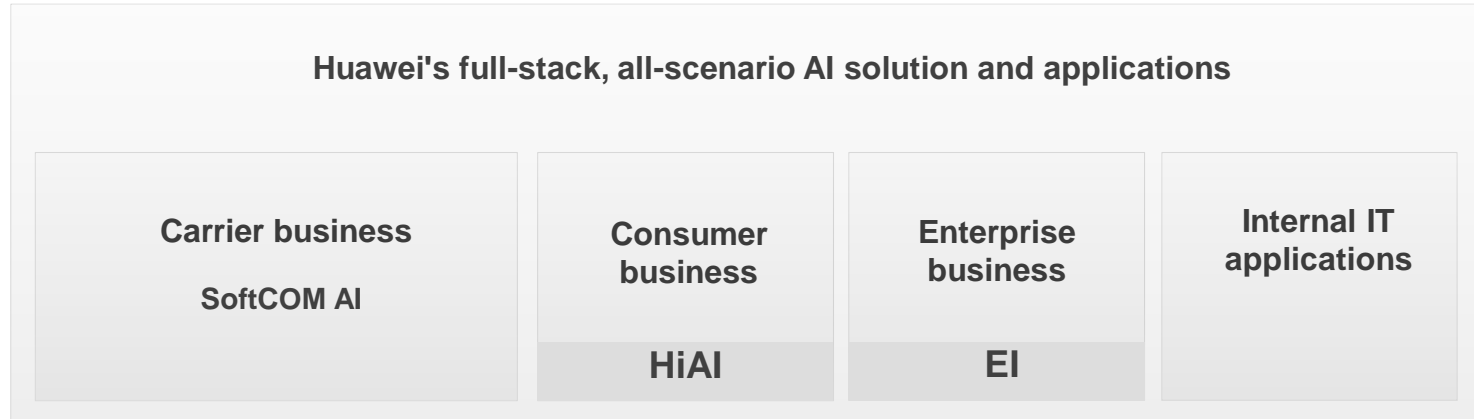 Huawei's full-stack, all-scenario AI solution and applications
Carrier business
SoftCOM AI
Consumer
business
HiAI
Enterprise
business
EI
Internal IT
applications